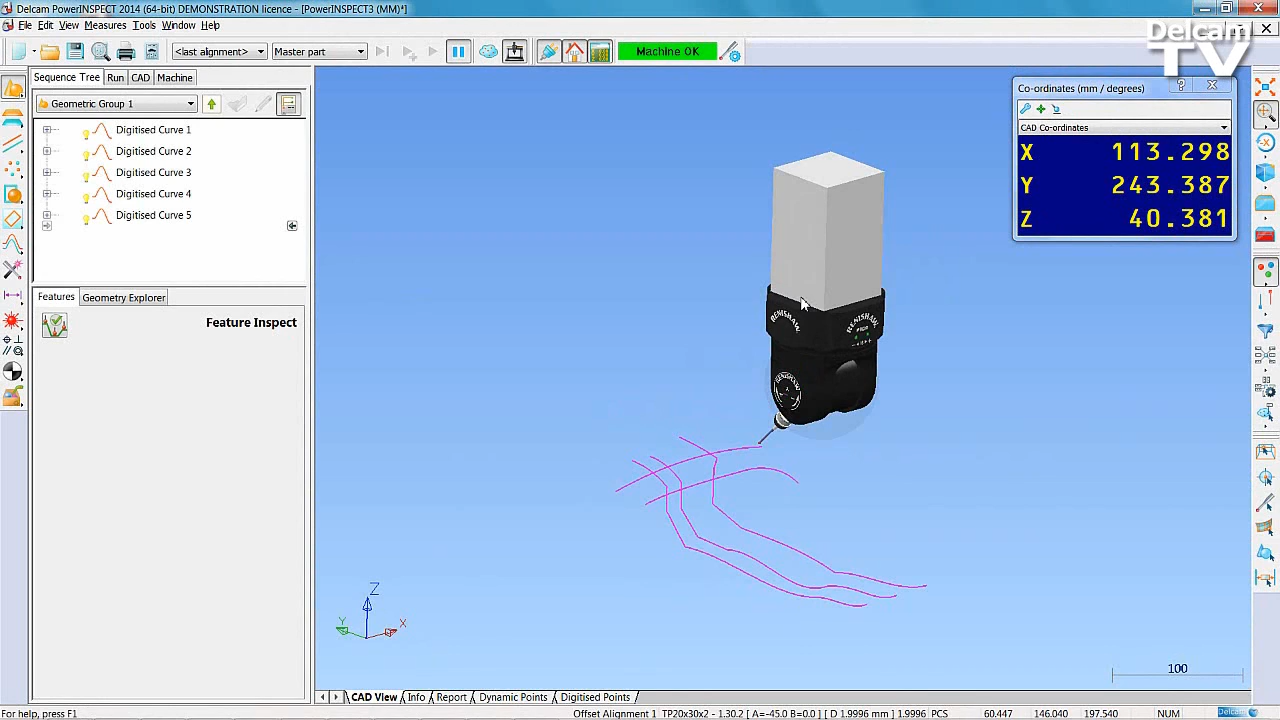 Delcam PowerINSPECT 2014 (64-bit) DEMONSTRATION licence - [PowerINSPECT3 (MM)*]
File Edit View Measures Tools Window Help
Delcam
TV
<last alignment> Master part Machine OK
Sequence Tree Run CAD Machine
Geometric Group 1
Digitised Curve 1
Digitised Curve 2
Digitised Curve 3
Digitised Curve 4
Digitised Curve 5
Features Geometry Explorer
Feature Inspect
Co-ordinates (mm / degrees)
CAD Co-ordinates
X 113.298
Y 243.387
Z 40.381
RENISHAW RENISHAW
RENISHAW
Z
Y X
100
CAD View Info Report Dynamic Points Digitised Points
For help, press F1 Offset Alignment 1 TP20x30x2 - 1.30.2 [ A=-45.0 B=0.0 ] [ D 1.9996 mm ] 1.9996 PCS 60.447 146.040 197.540 NUM Delcam